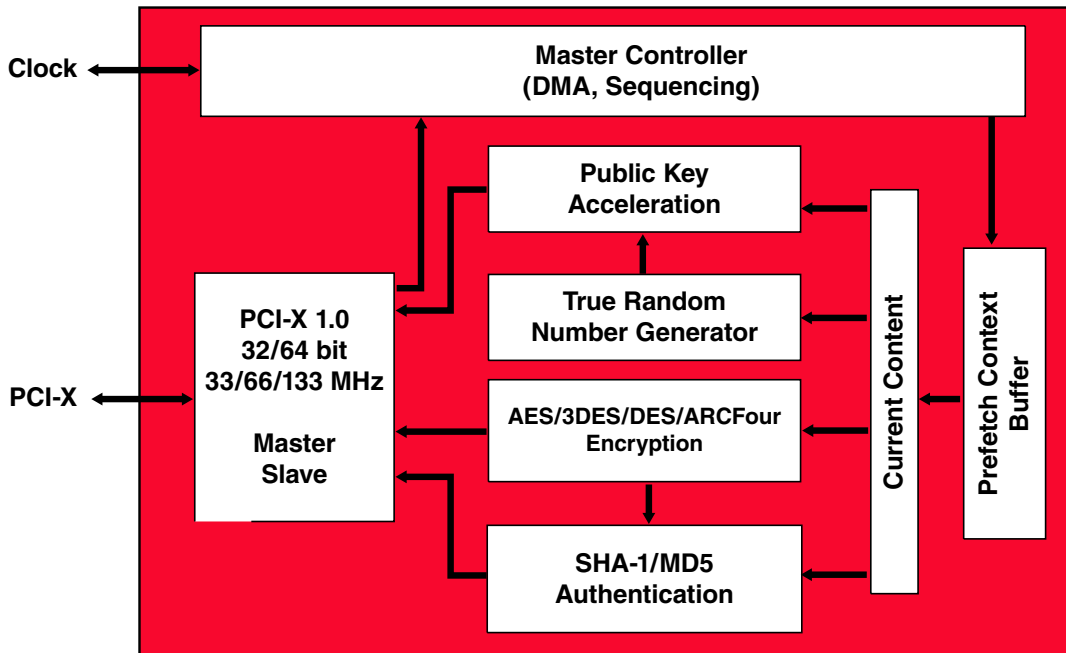 Clock
Master Controller
(DMA, Sequencing)
Public Key
Acceleration
True Random
Number Generator
PCI-X 1.0
32/64 bit
33/66/133 MHz
Master
Slave
PCI-X
AES/3DES/DES/ARCFour
Encryption
SHA-1/MD5
Authentication
Current Content
Prefetch Context
Buffer